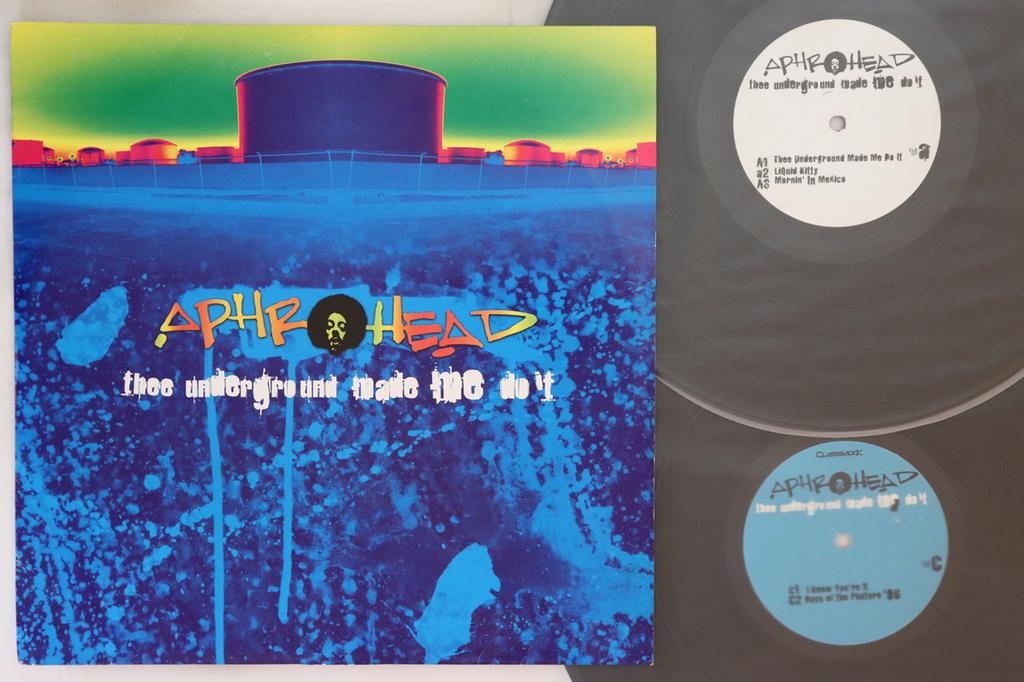 APHROHEAD
thee underground made me do it
APHROHEAD
thee underground made me do it
a
A1 Thee Underground Made Me Do It
a2 Liquid Kitty
A3 Mornin' In Mexico
CLASHBACKK
APHROHEAD
thee underground made me do it
C
C1 I Know You're It
C2 Days of the Phuture '96